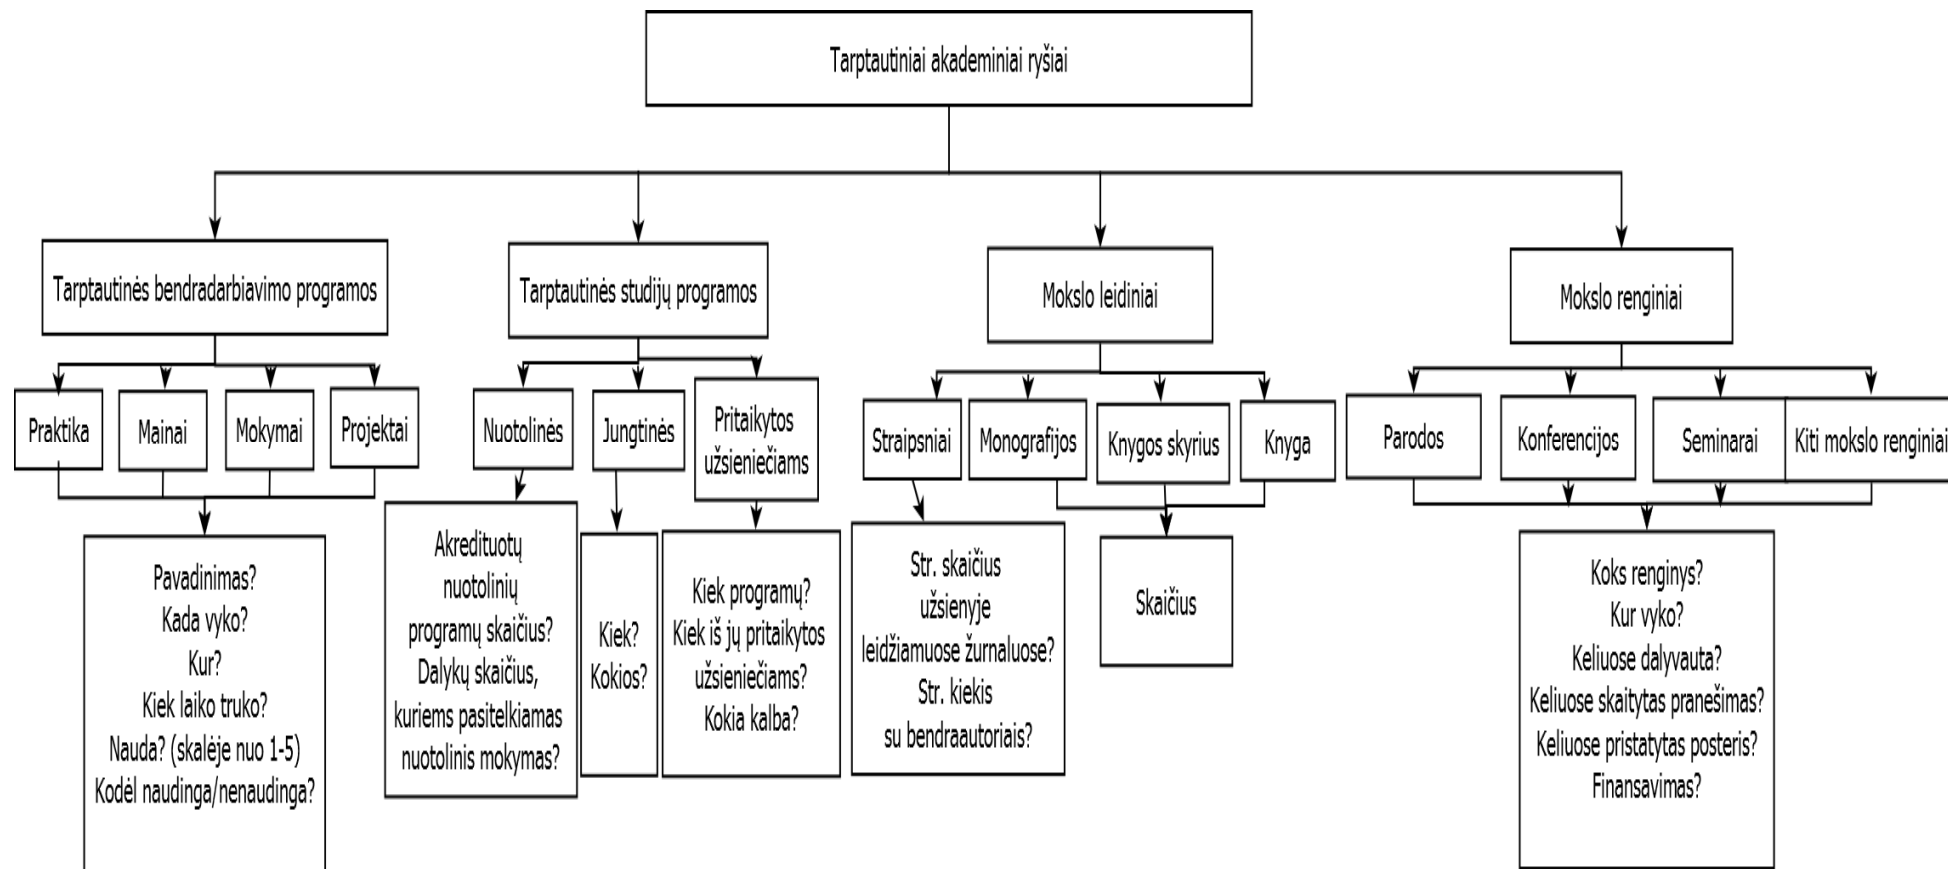 Tarptautiniai akademiniai ryšiai
Tarptautinės bendradarbiavimo programos
Tarptautinės studijų programos
Mokslo leidiniai
Mokslo renginiai
Praktika
Mainai
Mokymai
Projektai
Nuotolinės
Jungtinės
Pritaikytos
užsieniečiams
Straipsniai
Monografijos
Knygos skyrius
Knyga
Parodos
Konferencijos
Seminarai
Kiti mokslo renginiai
Pavadinimas?
Kada vyko?
Kur?
Kiek laiko truko?
Nauda? (skalėje nuo 1-5)
Kodėl naudinga/nenaudinga?
Akredituotų
nuotolinių
programų skaičius?
Dalykų skaičius,
kuriems pasitelkiamas
nuotolinis mokymas?
Kiek?
Kokios?
Kiek programų?
Kiek iš jų pritaikytos
užsieniečiams?
Kokia kalba?
Str. skaičius
užsienyje
leidžiamuose žurnaluose?
Str. kiekis
su bendraautoriais?
Skaičius
Koks renginys?
Kur vyko?
Keliuose dalyvauta?
Keliuose skaitytas pranešimas?
Keliuose pristatytas posteris?
Finansavimas?